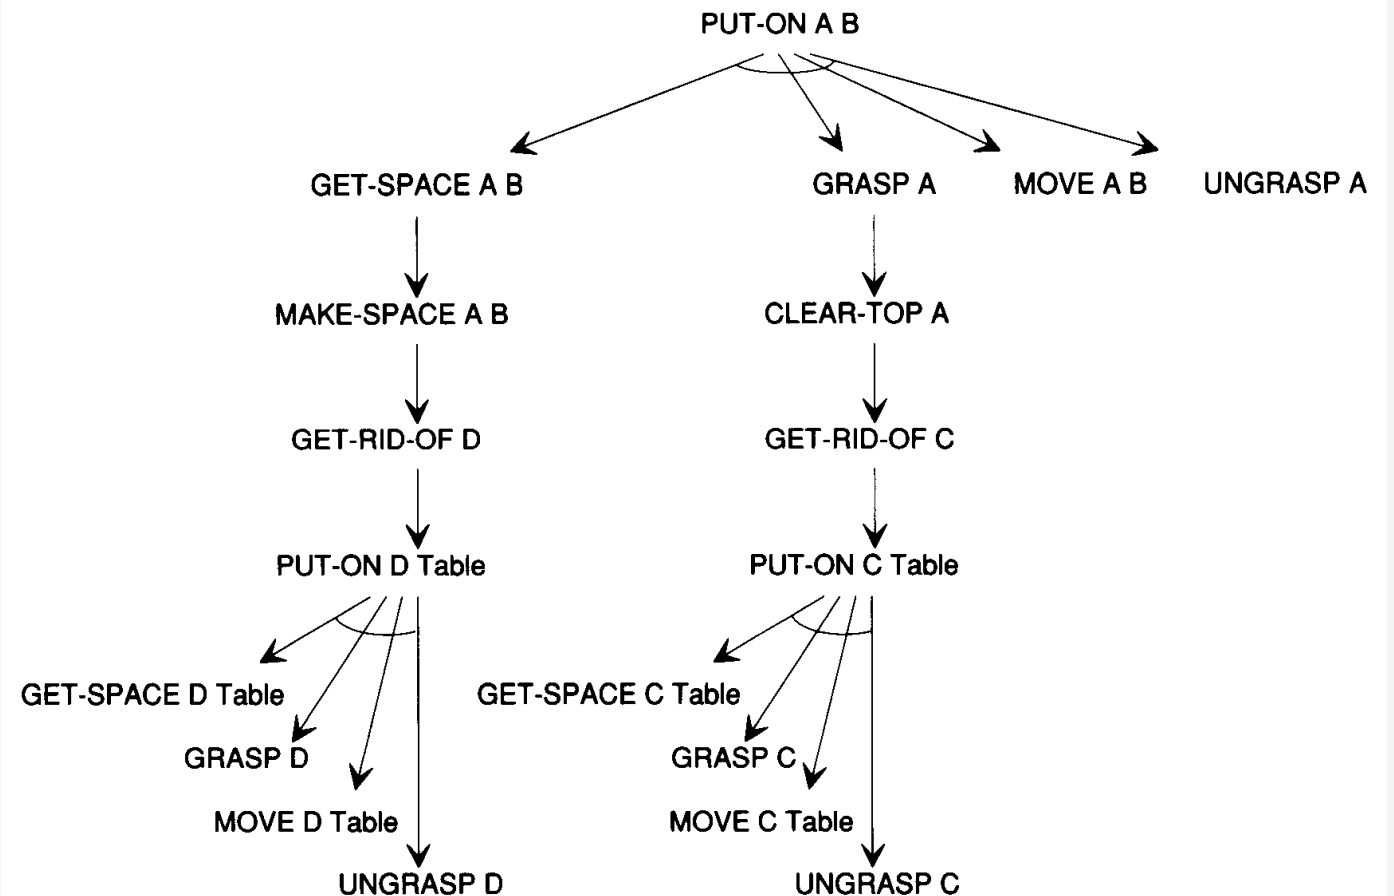 PUT-ON A B
GET-SPACE A B
GRASP A
MOVE A B
UNGRASP A
MAKE-SPACE A B
CLEAR-TOP A
GET-RID-OF D
GET-RID-OF C
PUT-ON D Table
PUT-ON C Table
GET-SPACE D Table
GET-SPACE C Table
GRASP D
GRASP C
MOVE D Table
MOVE C Table
UNGRASP D
UNGRASP C